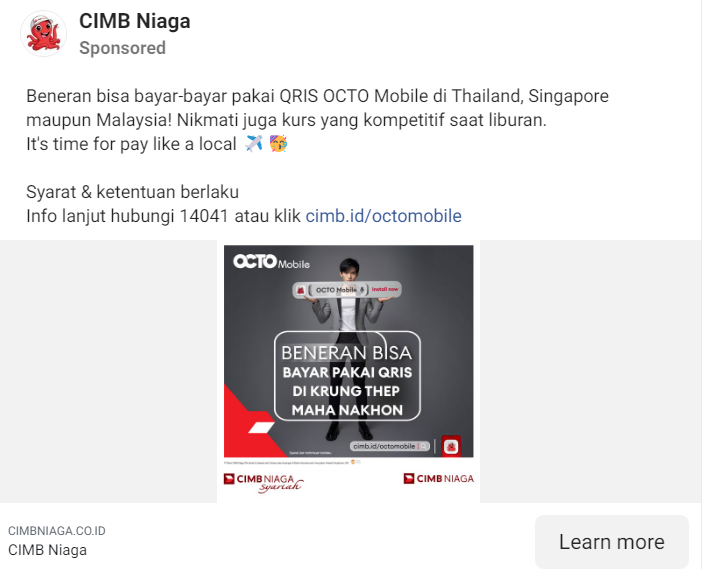 CIMB Niaga
Sponsored
Beneran bisa bayar-bayar pakai QRIS OCTO Mobile di Thailand, Singapore
maupun Malaysia! Nikmati juga kurs yang kompetitif saat liburan.
It's time for pay like a local ✈️ 🥳
Syarat & ketentuan berlaku
Info lanjut hubungi 14041 atau klik cimb.id/octomobile
OCTO Mobile
OCTO Mobile Install now
BENERAN BISA
BAYAR PAKAI QRIS
DI KRUNG THEP
MAHA NAKHON
cimb.id/octomobile
CIMB NIAGA syariah
CIMB NIAGA
CIMBNIAGA.CO.ID
CIMB Niaga
Learn more